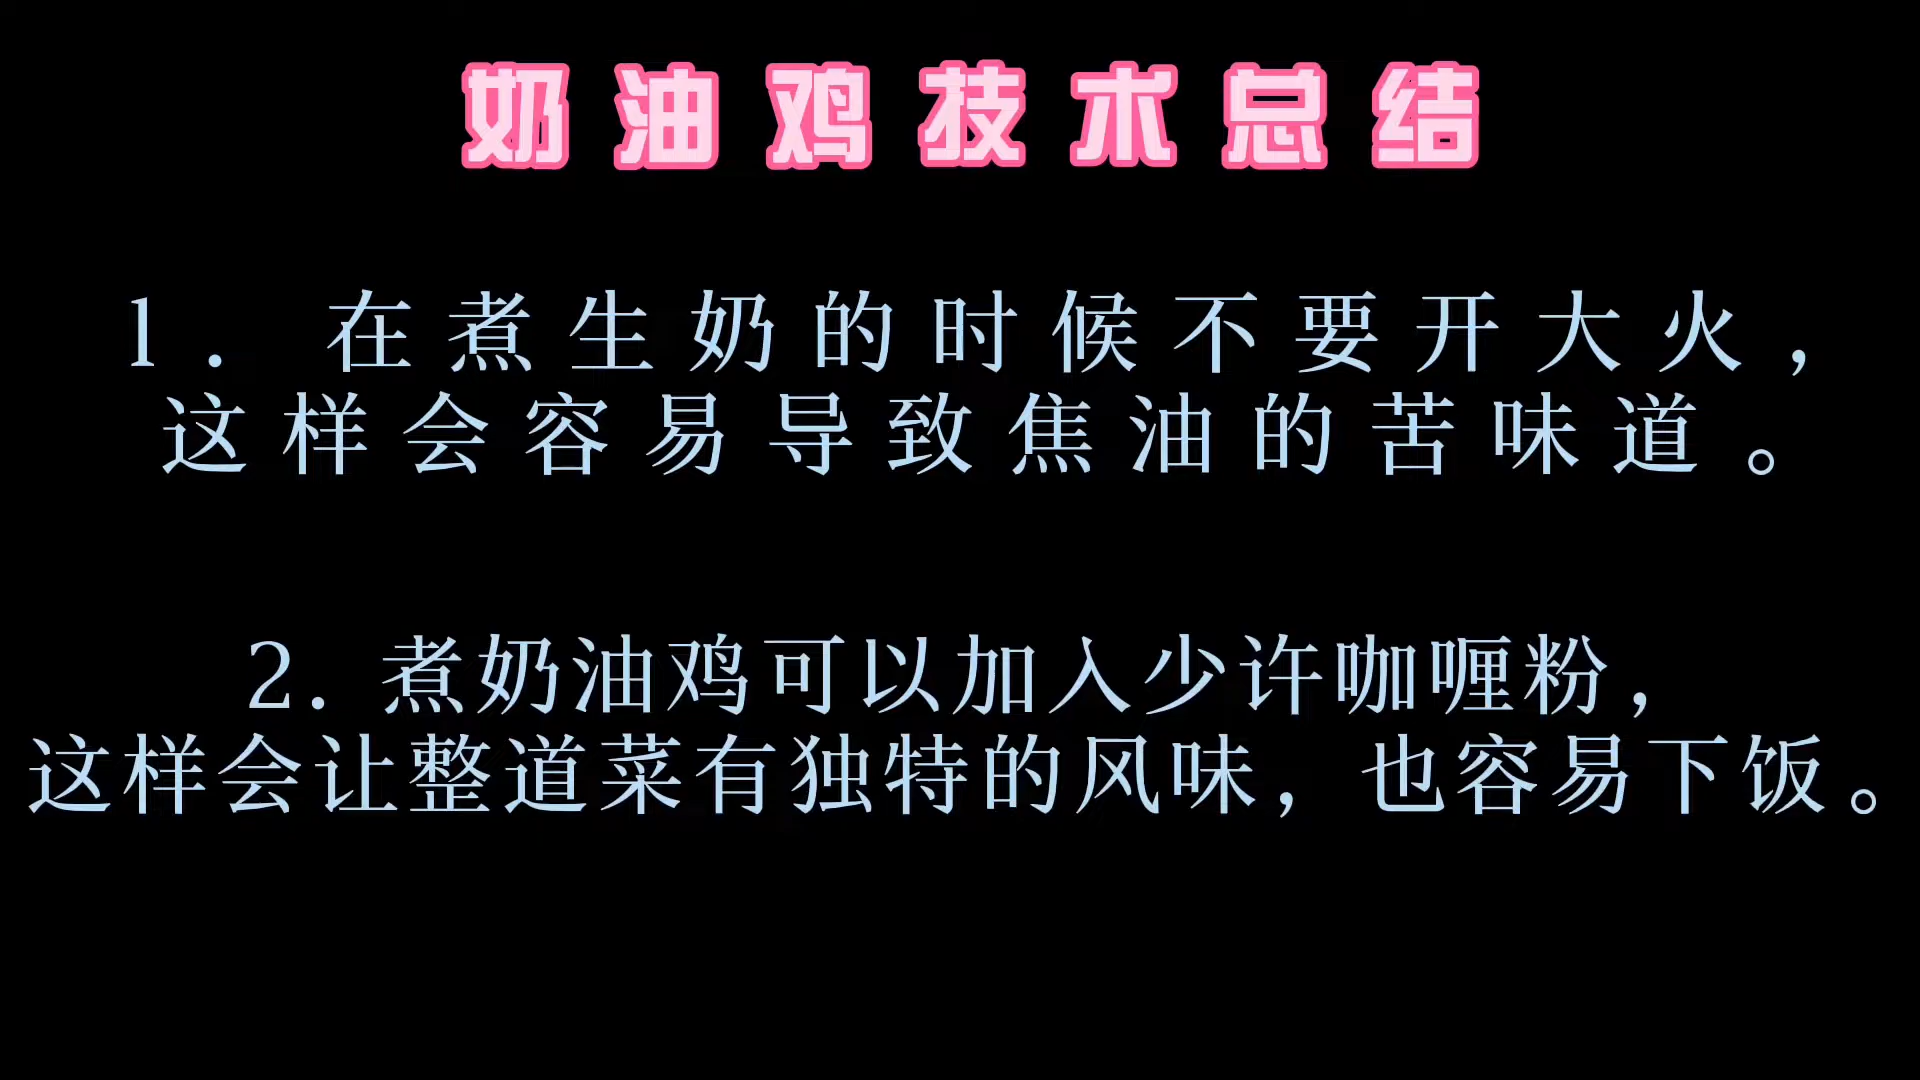 奶油鸡技术总结
1. 在煮生奶的时候不要开大火，
这样会容易导致焦油的苦味道。
2. 煮奶油鸡可以加入少许咖喱粉，
这样会让整道菜有独特的风味，也容易下饭。